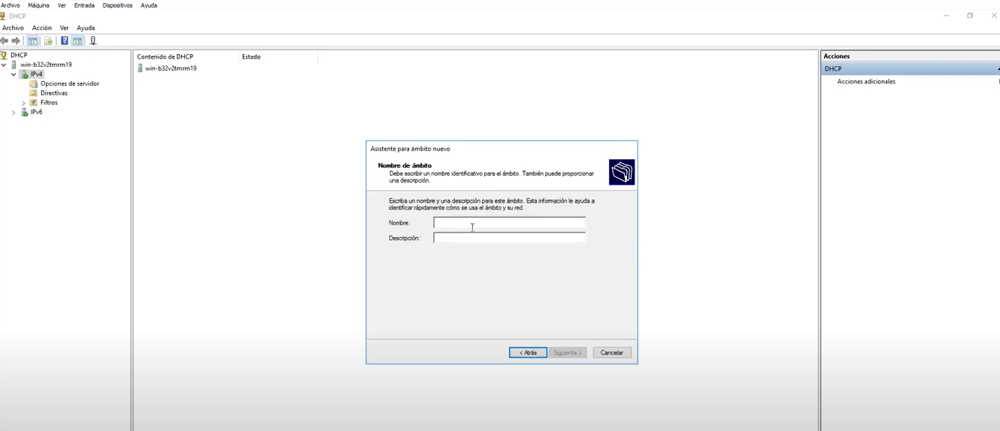 Archivo Máquina Ver Entrada Dispositivos Ayuda
DHCP
Archivo Acción Ver Ayuda
DHCP
win-b32v2tmrm19
IPv4
Opciones de servidor
Directivas
Filtros
IPv6
Contenido de DHCP Estado
win-b32v2tmrm19
Acciones
DHCP
Acciones adicionales
Asistente para ámbito nuevo
Nombre de ámbito
Debe escribir un nombre identificativo para el ámbito. También puede proporcionar
una descripción.
Escriba un nombre y una descripción para este ámbito. Esta información le ayuda a
identificar rápidamente cómo se usa el ámbito y su red.
Nombre:
Descripción:
< Atrás Siguiente > Cancelar